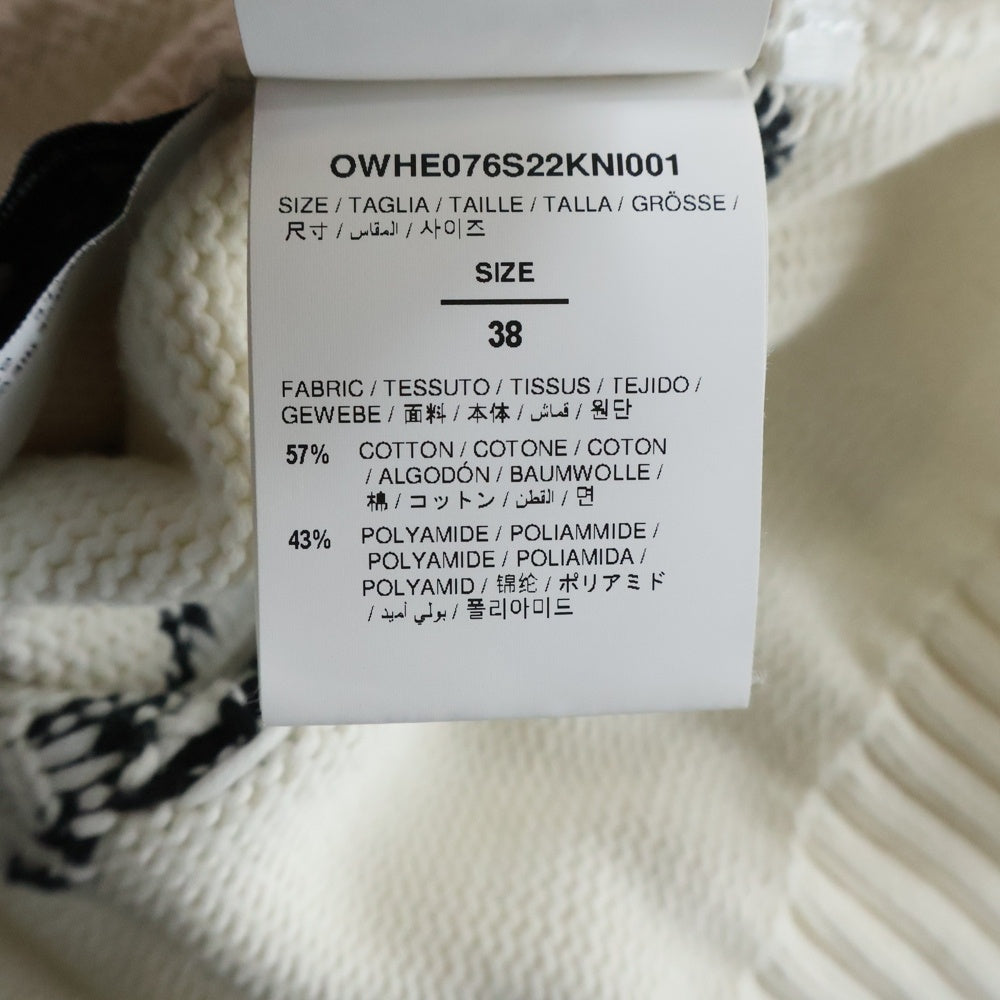 OWHE076S22KNI001
SIZE / TAGLIA / TAILLE / TALLA / GRÖSSE /
尺寸 / المقاس / 사이즈
SIZE
38
FABRIC / TESSUTO / TISSUS / TEJIDO /
GEWEBE / 面料 / 本体 / قماش / 원단
57% COTTON / COTONE / COTON
/ ALGODÓN / BAUMWOLLE /
棉 / コットン / القطن / 면
43% POLYAMIDE / POLIAMMIDE /
POLYAMIDE / POLIAMIDA /
POLYAMID / 锦纶 / ポリアミド
/ بولي أميد / 폴리아미드